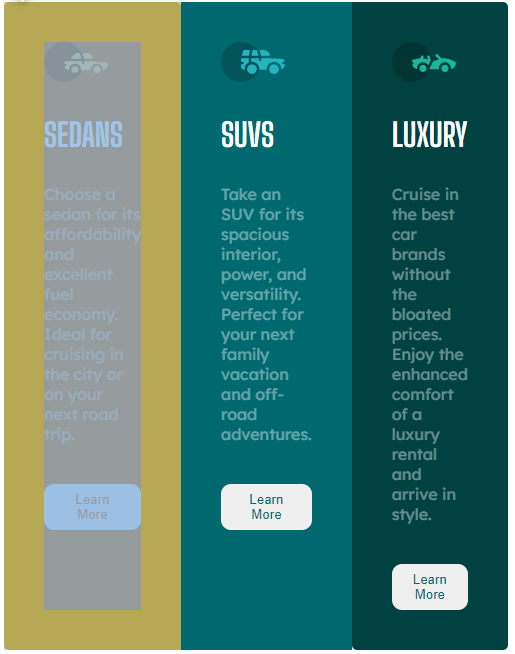 SEDANS
Choose a
sedan for its
affordability
and
excellent
fuel
economy.
Ideal for
cruising in
the city or
on your
next road
trip.
Learn
More
SUVS
Take an
SUV for its
spacious
interior,
power, and
versatility.
Perfect for
your next
family
vacation
and off-
road
adventures.
Learn
More
LUXURY
Cruise in
the best
car
brands
without
the
bloated
prices.
Enjoy the
enhanced
comfort
of a
luxury
rental
and
arrive in
style.
Learn
More